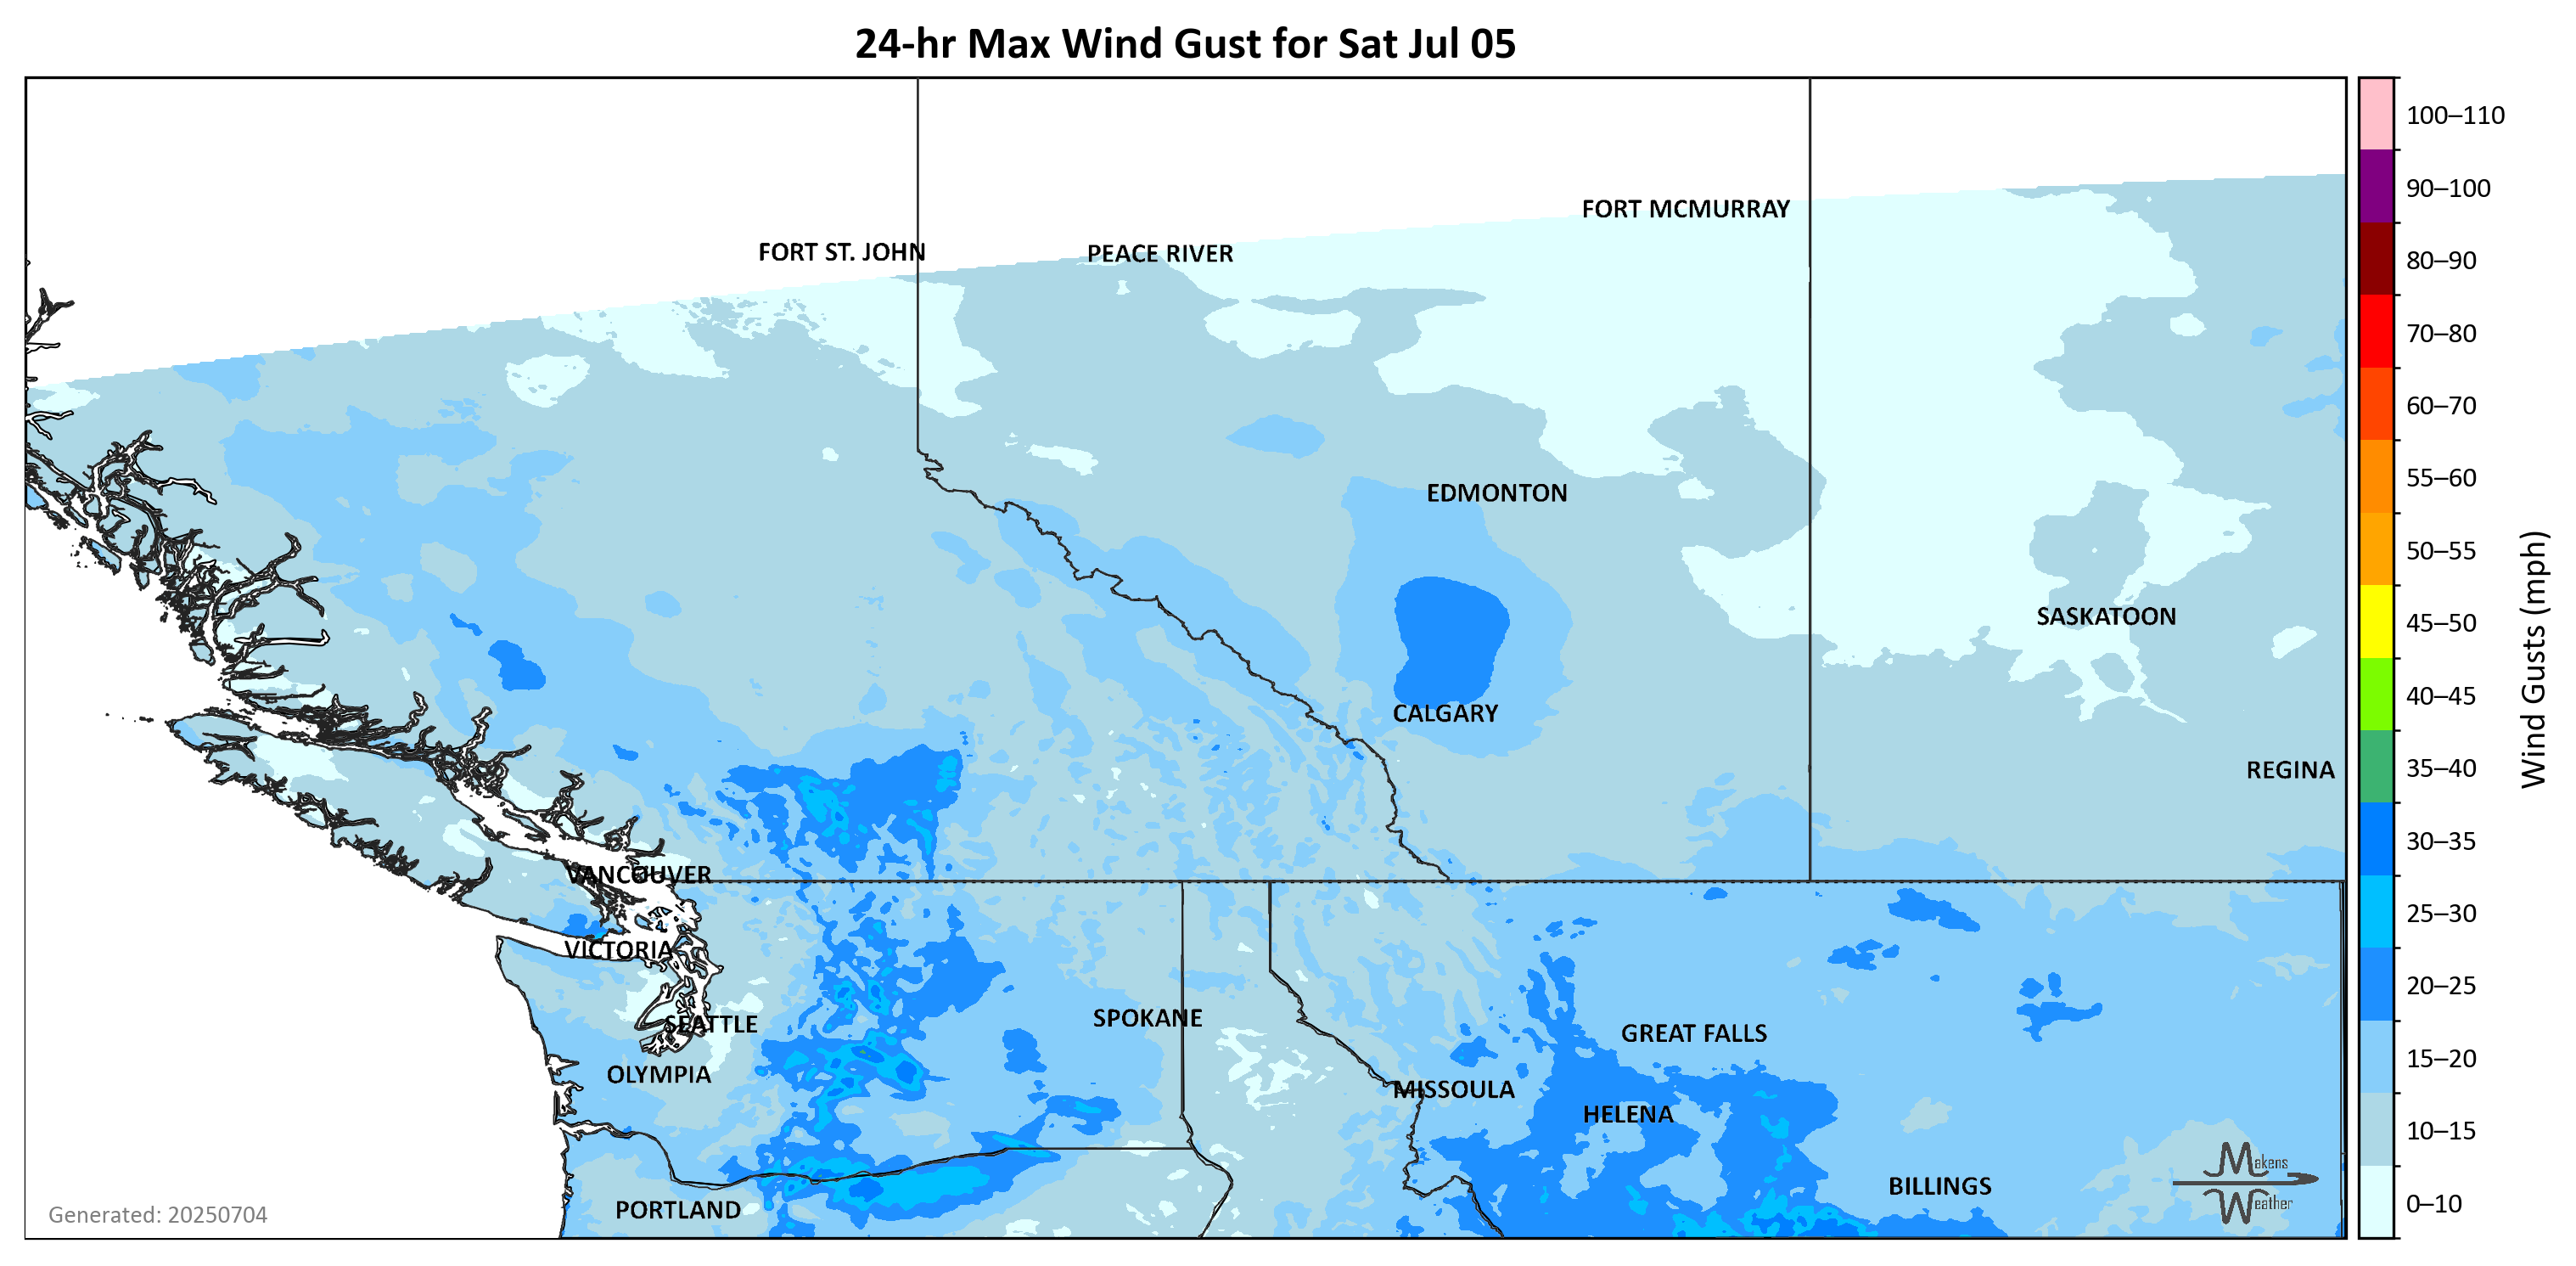 24-hr Max Wind Gust for Sat Jul 05
100–110
90–100
80–90
70–80
60–70
55–60
50–55
45–50
40–45
35–40
30–35
25–30
20–25
15–20
10–15
0–10
Wind Gusts (mph)
FORT MCMURRAY
FORT ST. JOHN
PEACE RIVER
EDMONTON
SASKATOON
CALGARY
REGINA
VANCOUVER
VICTORIA
SPOKANE
SEATTLE
GREAT FALLS
OLYMPIA
MISSOULA
HELENA
BILLINGS
PORTLAND
Makens
Weather
Generated: 20250704